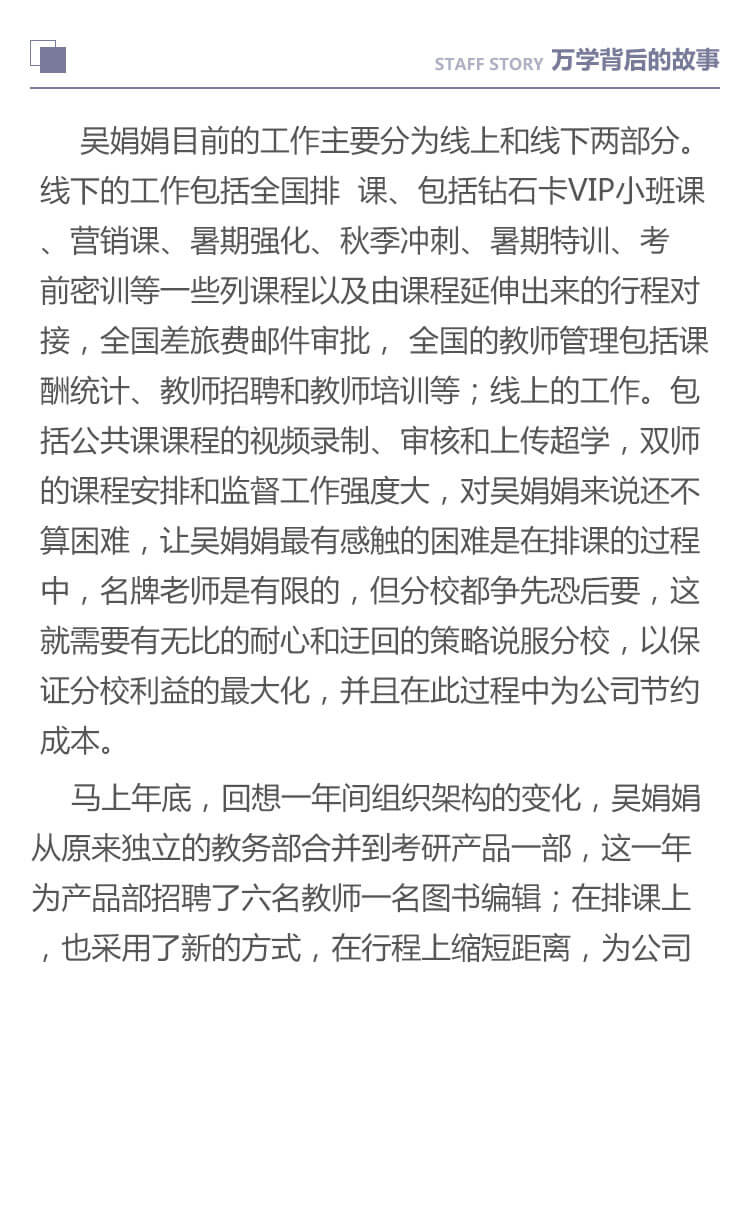 STAFF STORY 万学背后的故事
吴娟娟目前的工作主要分为线上和线下两部分。
线下的工作包括全国排 课、包括钻石卡VIP小班课
、营销课、暑期强化、秋季冲刺、暑期特训、考
前密训等一些列课程以及由课程延伸出来的行程对
接，全国差旅费邮件审批， 全国的教师管理包括课
酬统计、教师招聘和教师培训等；线上的工作。包
括公共课课程的视频录制、审核和上传超学，双师
的课程安排和监督工作强度大，对吴娟娟来说还不
算困难，让吴娟娟最有感触的困难是在排课的过程
中，名牌老师是有限的，但分校都争先恐后要，这
就需要有无比的耐心和迂回的策略说服分校，以保
证分校利益的最大化，并且在此过程中为公司节约
成本。
马上年底，回想一年间组织架构的变化，吴娟娟
从原来独立的教务部合并到考研产品一部，这一年
为产品部招聘了六名教师一名图书编辑；在排课上
，也采用了新的方式，在行程上缩短距离，为公司